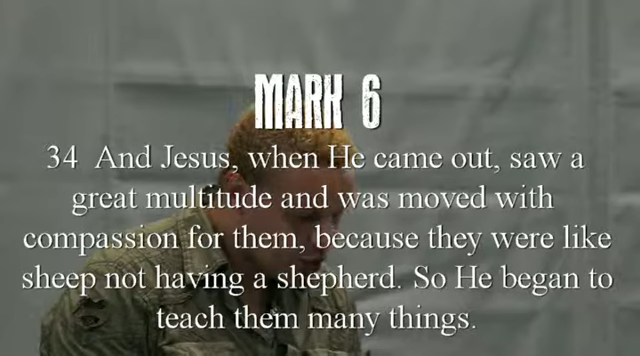 MARK 6
34 And Jesus, when He came out, saw a
great multitude and was moved with
compassion for them, because they were like
sheep not having a shepherd. So He began to
teach them many things.